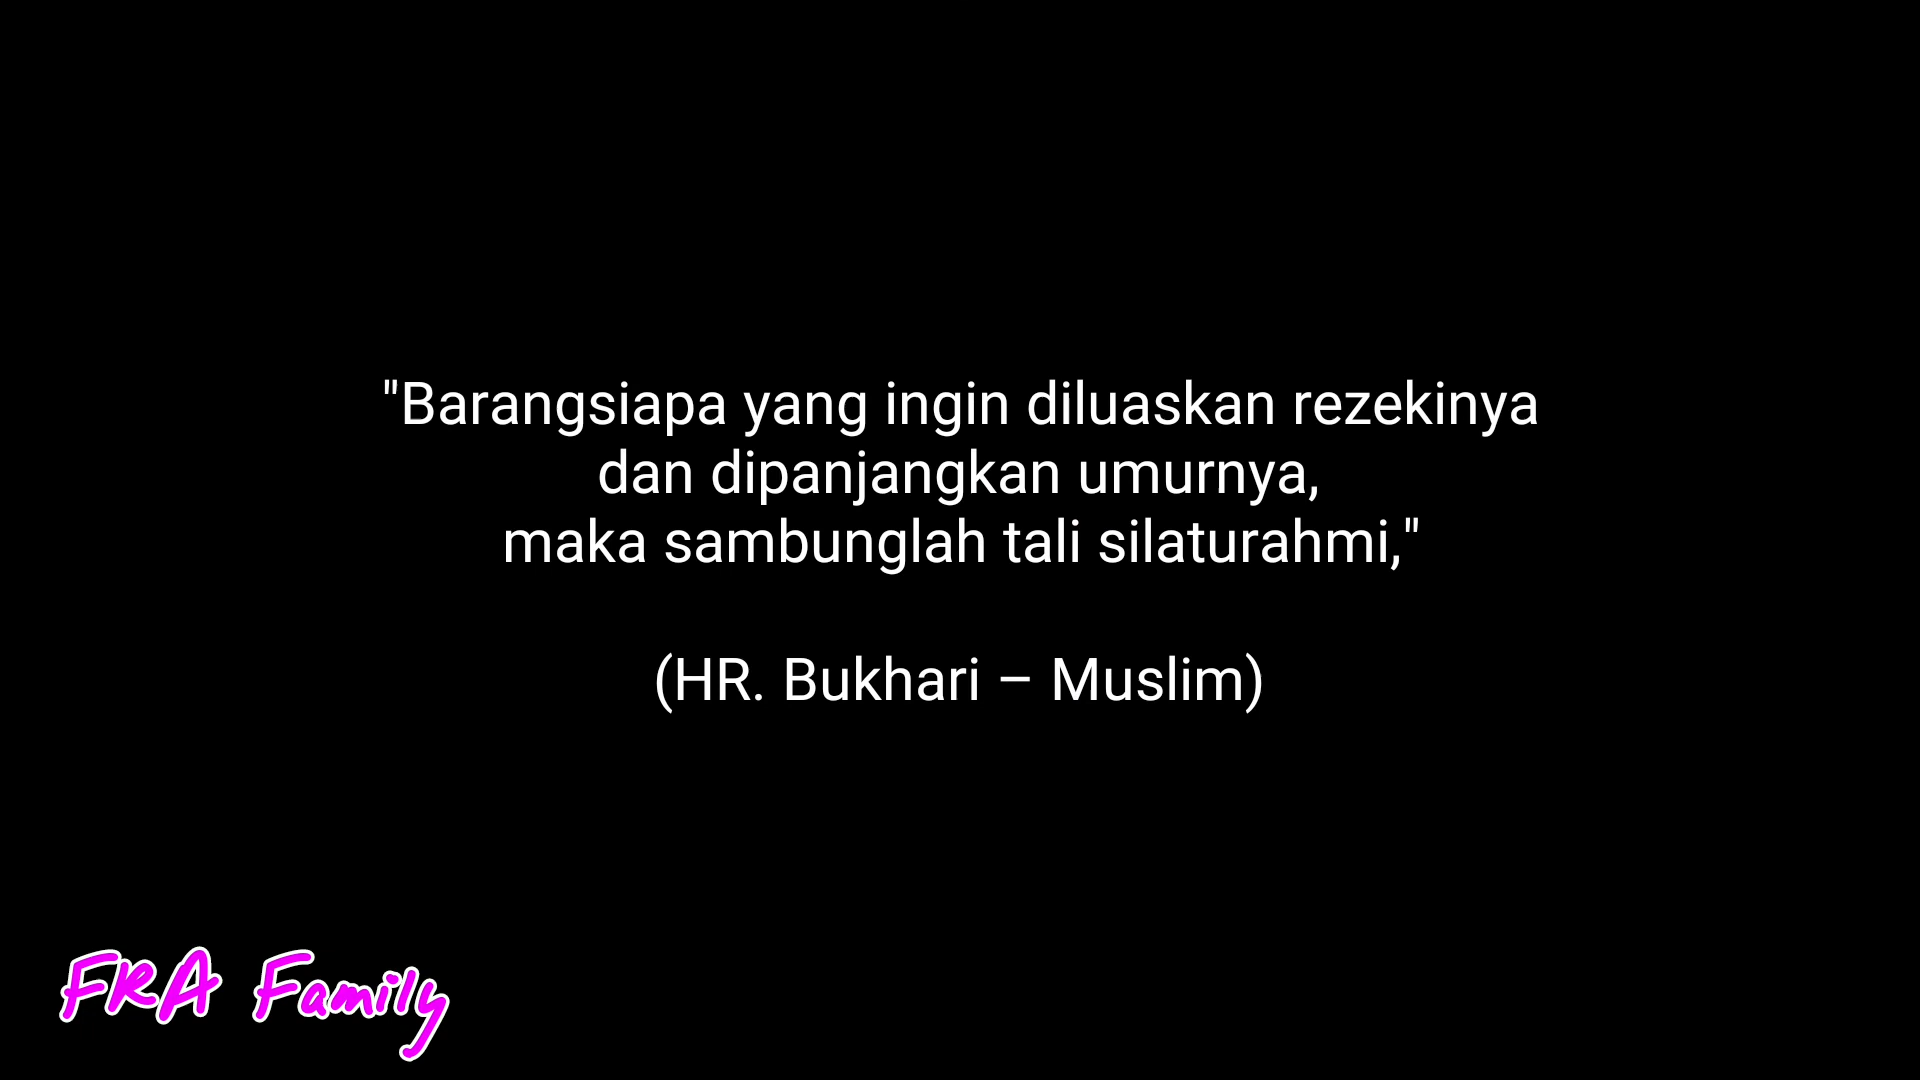 "Barangsiapa yang ingin diluaskan rezekinya
dan dipanjangkan umurnya,
maka sambunglah tali silaturahmi,"
(HR. Bukhari – Muslim)
FRA Family